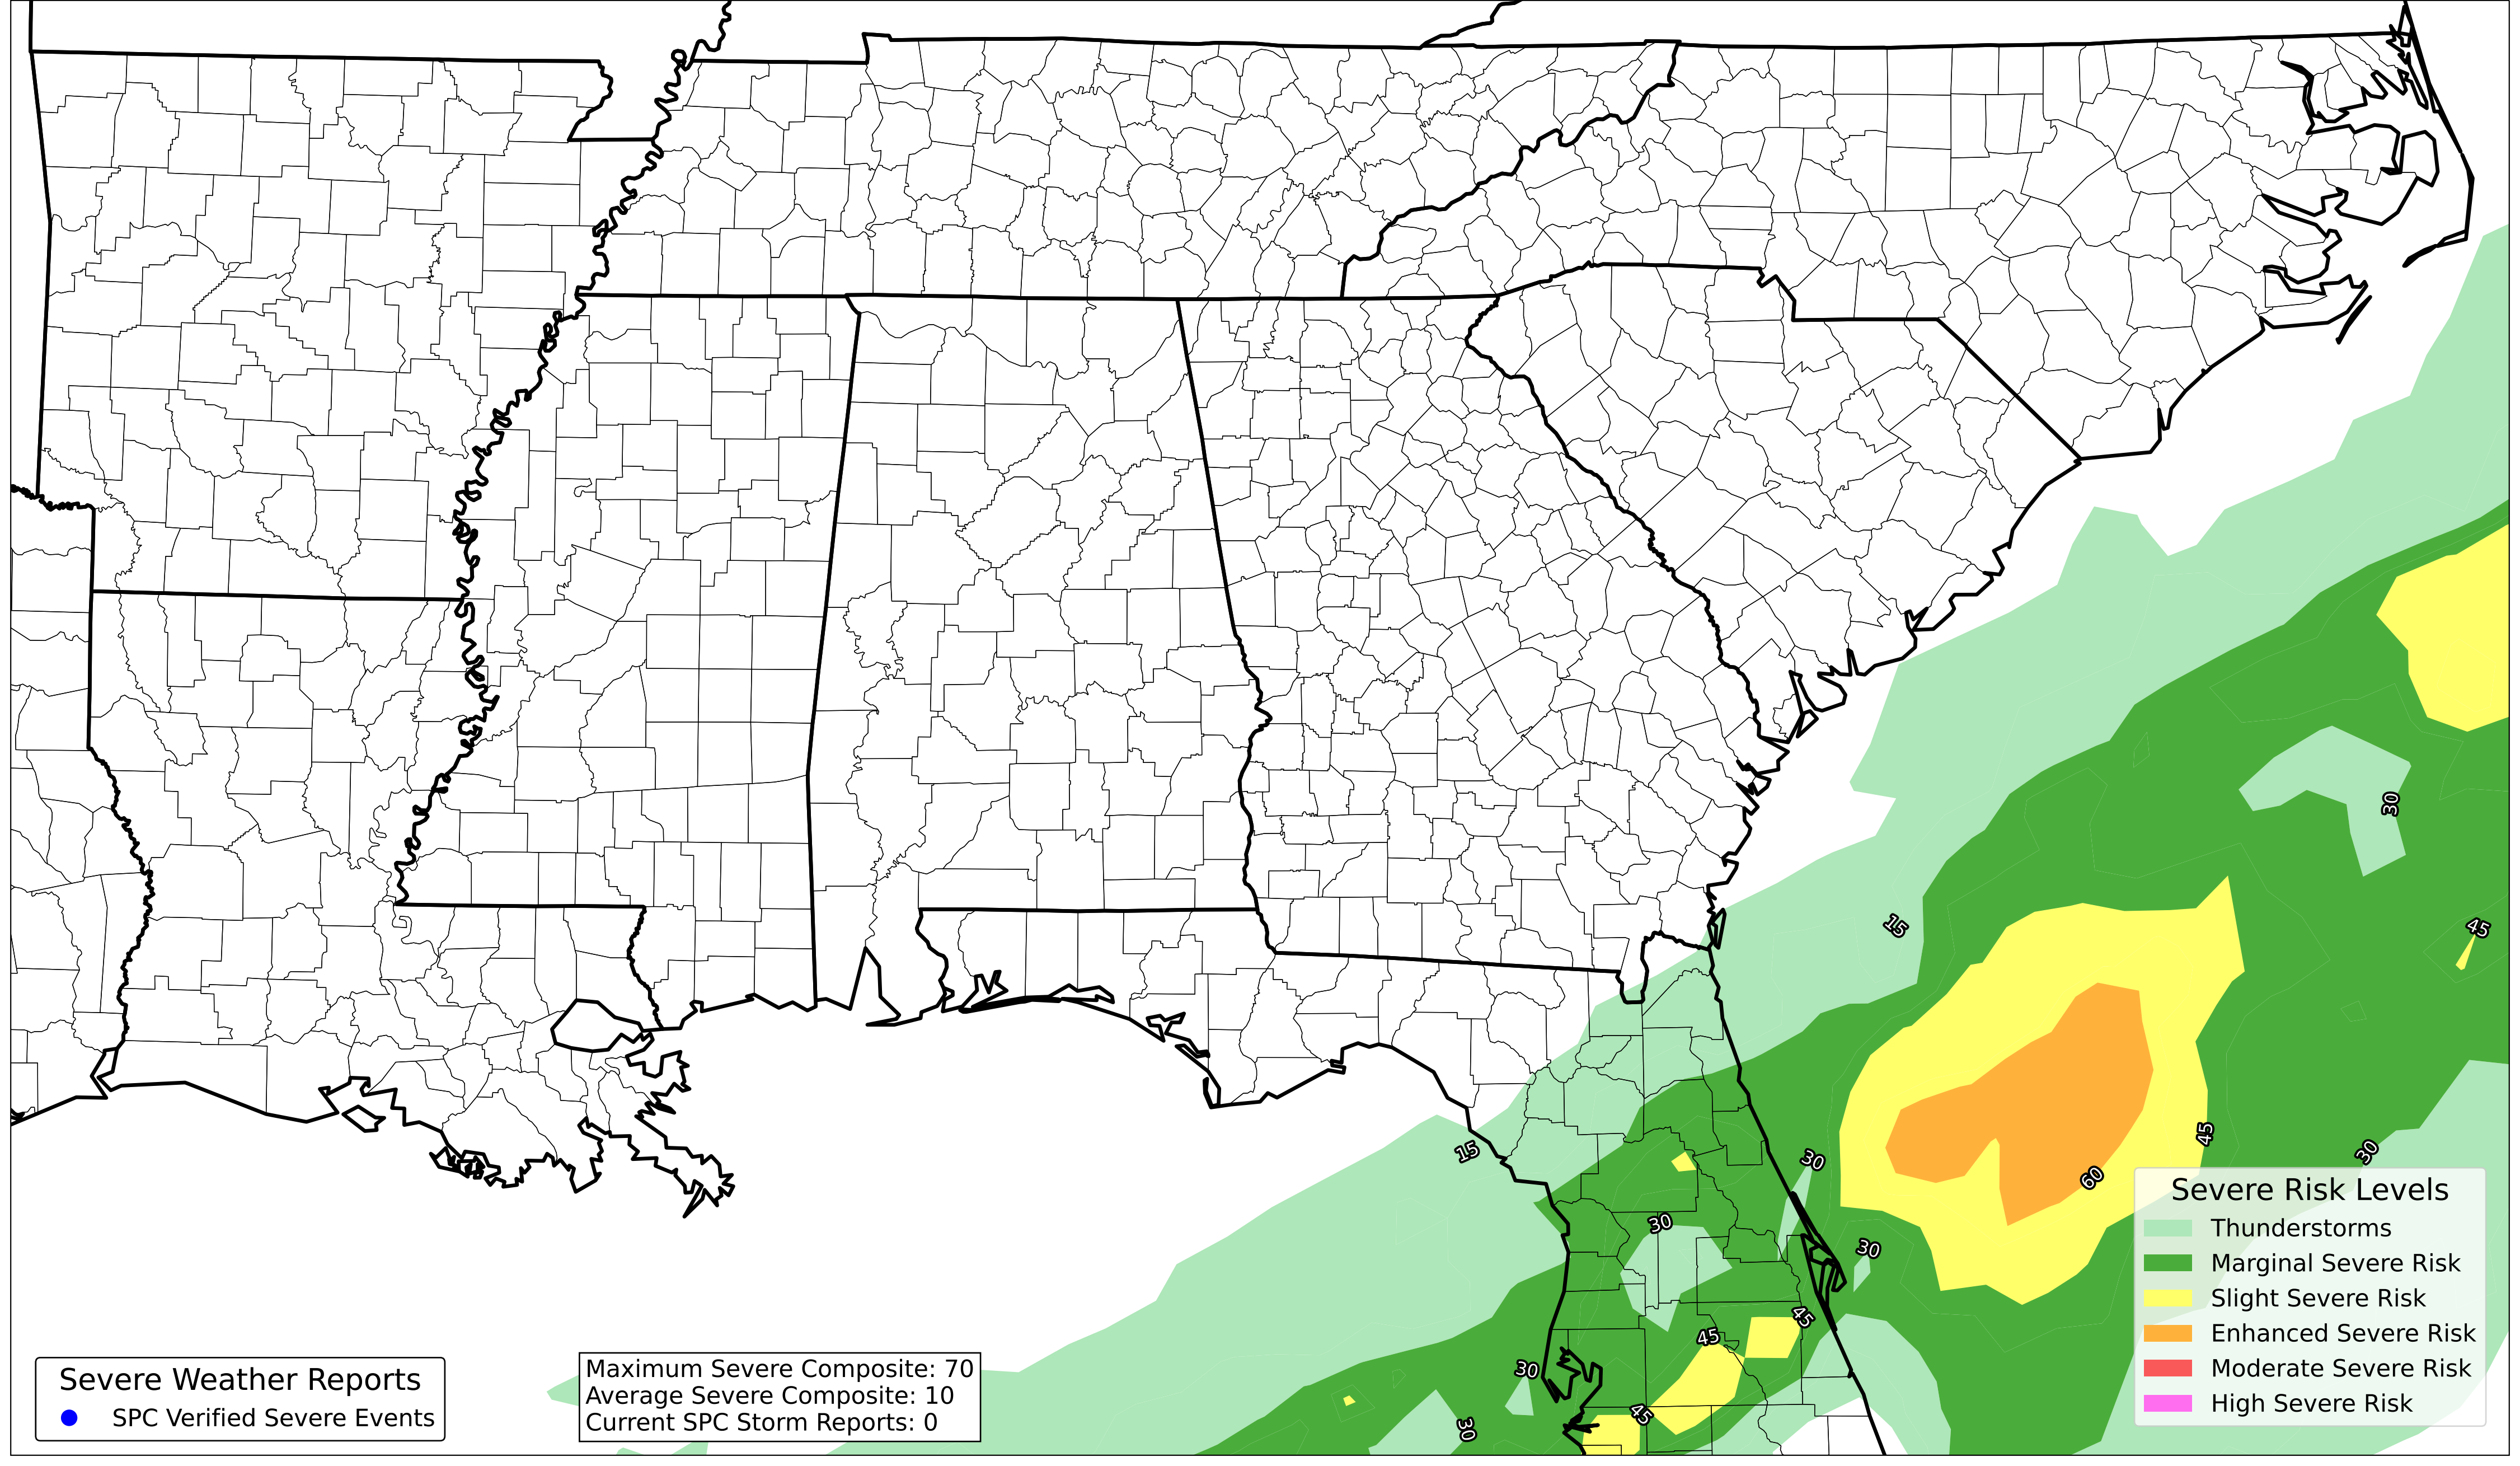 30
45
15
15
30
45
30
60
30
30
30
45
45
30
45
30
Severe Risk Levels
Thunderstorms
Marginal Severe Risk
Slight Severe Risk
Enhanced Severe Risk
Moderate Severe Risk
High Severe Risk
Severe Weather Reports
SPC Verified Severe Events
Maximum Severe Composite: 70
Average Severe Composite: 10
Current SPC Storm Reports: 0